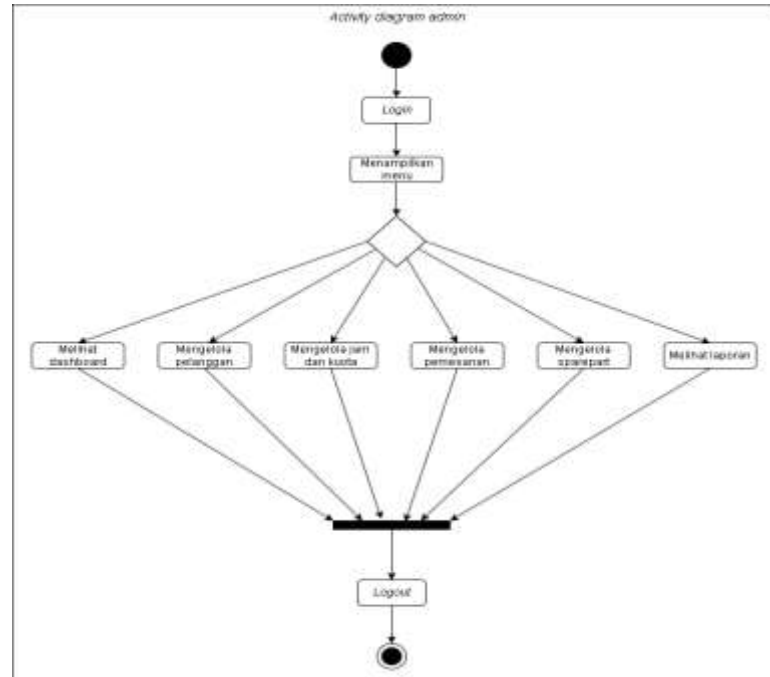 Activity diagram admin
Login
Menampilkan
menu
Melihat
dashboard
Mengelola
pelanggan
Mengelola jam
dan kuota
Mengelola
pemesanan
Mengelola
sparepart
Melihat laporan
Logout